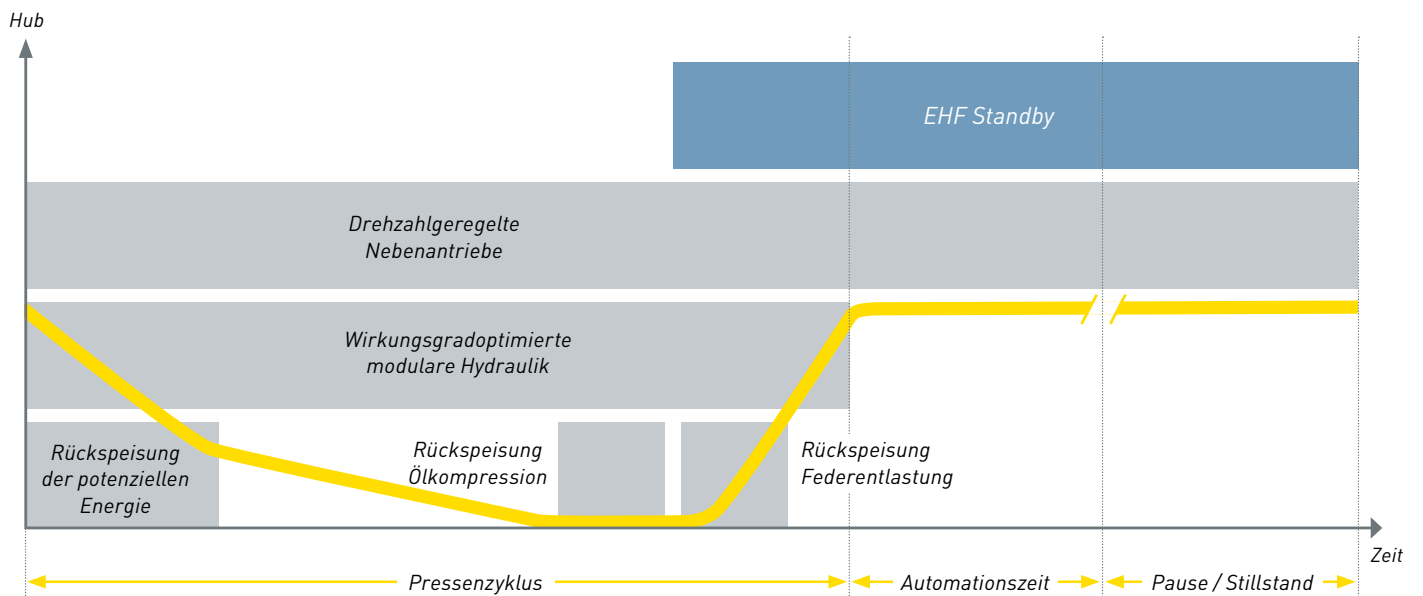 Hub
EHF Standby
Drehzahlgeregelte
Nebenantriebe
Wirkungsgradoptimierte
modulare Hydraulik
Rückspeisung
der potenziellen
Energie
Rückspeisung
Ölkompression
Rückspeisung
Federentlastung
Zeit
Pressenzyklus
Automationszeit
Pause / Stillstand